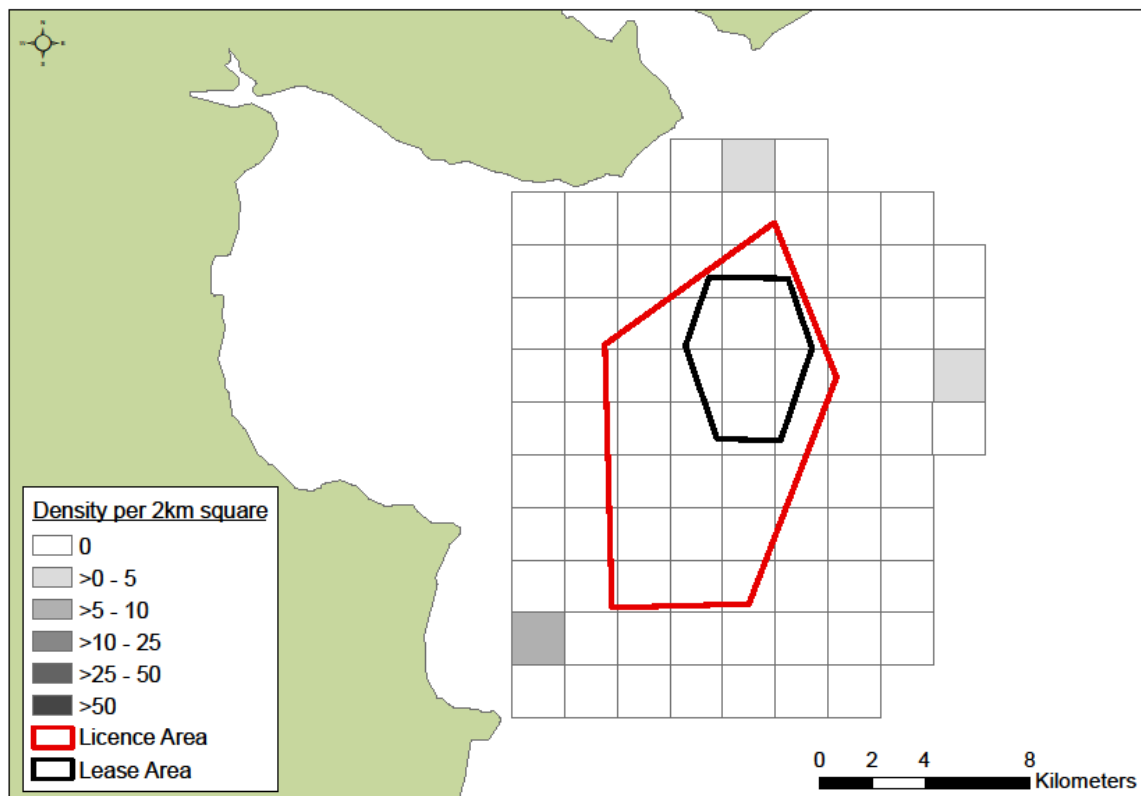 N
W E
S
Density per 2km square
0
>0 - 5
>5 - 10
>10 - 25
>25 - 50
>50
Licence Area
Lease Area
0 2 4 8
Kilometers